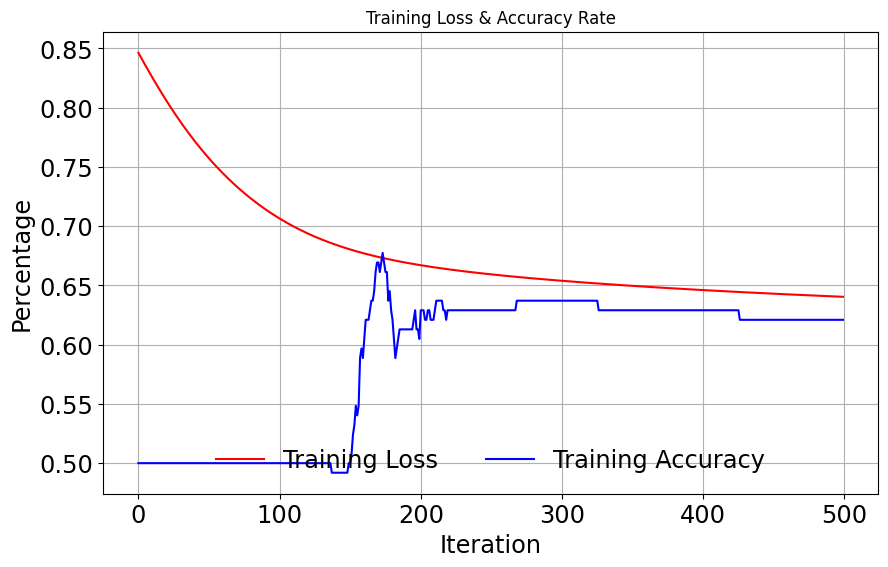 Training Loss & Accuracy Rate
0.85
0.80
0.75
0.70
0.65
0.60
0.55
0.50
Percentage
Training Loss Training Accuracy
0 100 200 300 400 500
Iteration